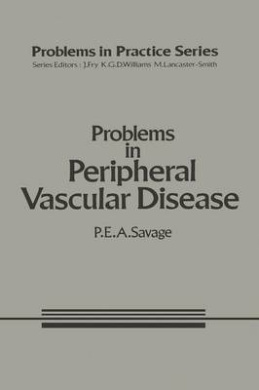 Problems in Practice Series
Series Editors : J.Fry K.G.D.Williams M.Lancaster-Smith
Problems
in
Peripheral
Vascular Disease
P.E.A.Savage